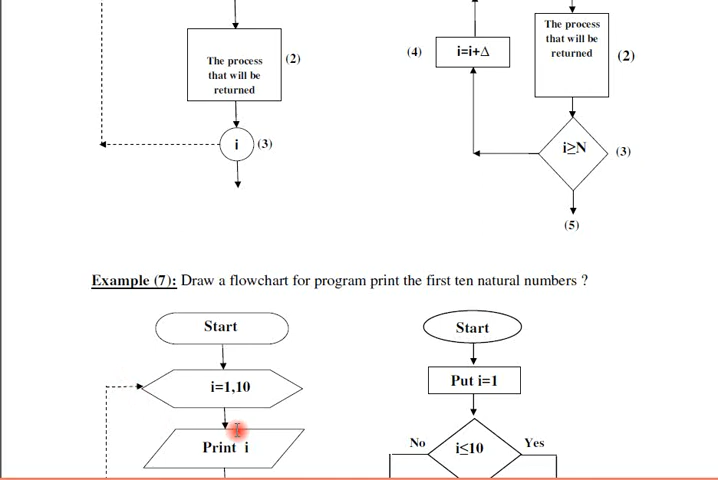 The process
that will be
returned
(2)
i
(3)
(4)
i=i+Δ
The process
that will be
returned
(2)
i≥N
(3)
(5)
Example (7): Draw a flowchart for program print the first ten natural numbers ?
Start
i=1,10
Print i
Start
Put i=1
No
i≤10
Yes